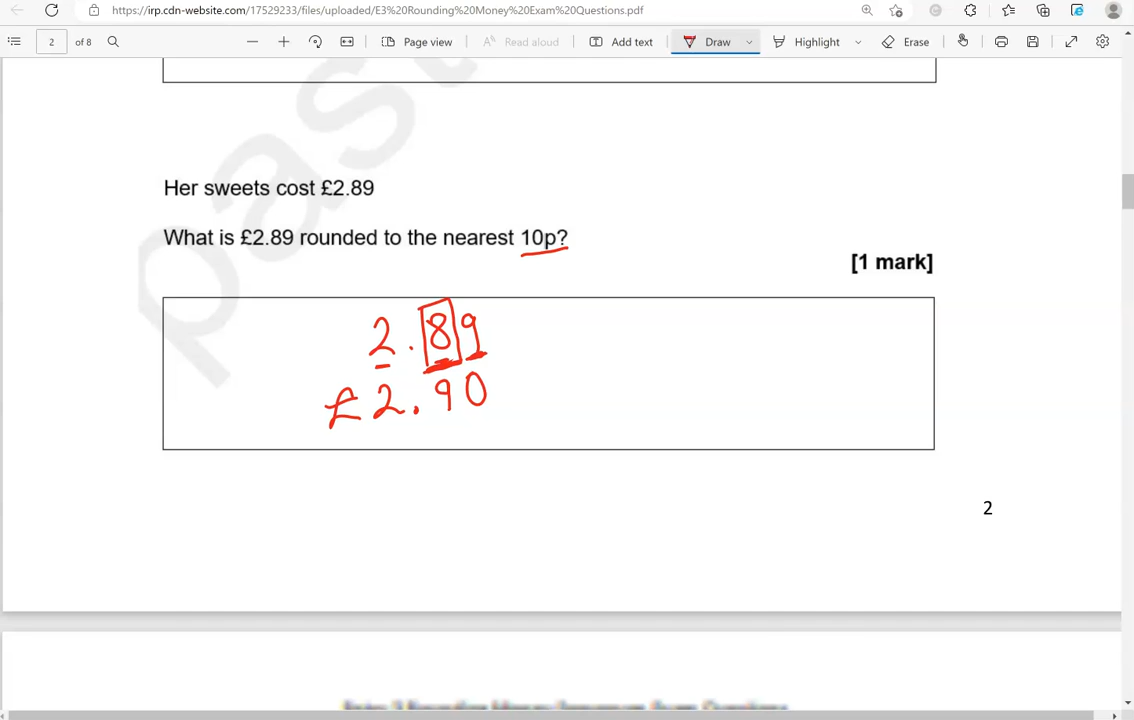 https://irp.cdn-website.com/17529233/files/uploaded/E3%20Rounding%20Money%20Exam%20Questions.pdf
2 of 8 Page view Read aloud Add text Draw Highlight Erase
past
Her sweets cost £2.89
What is £2.89 rounded to the nearest 10p?
[1 mark]
2.89
£2.90
2